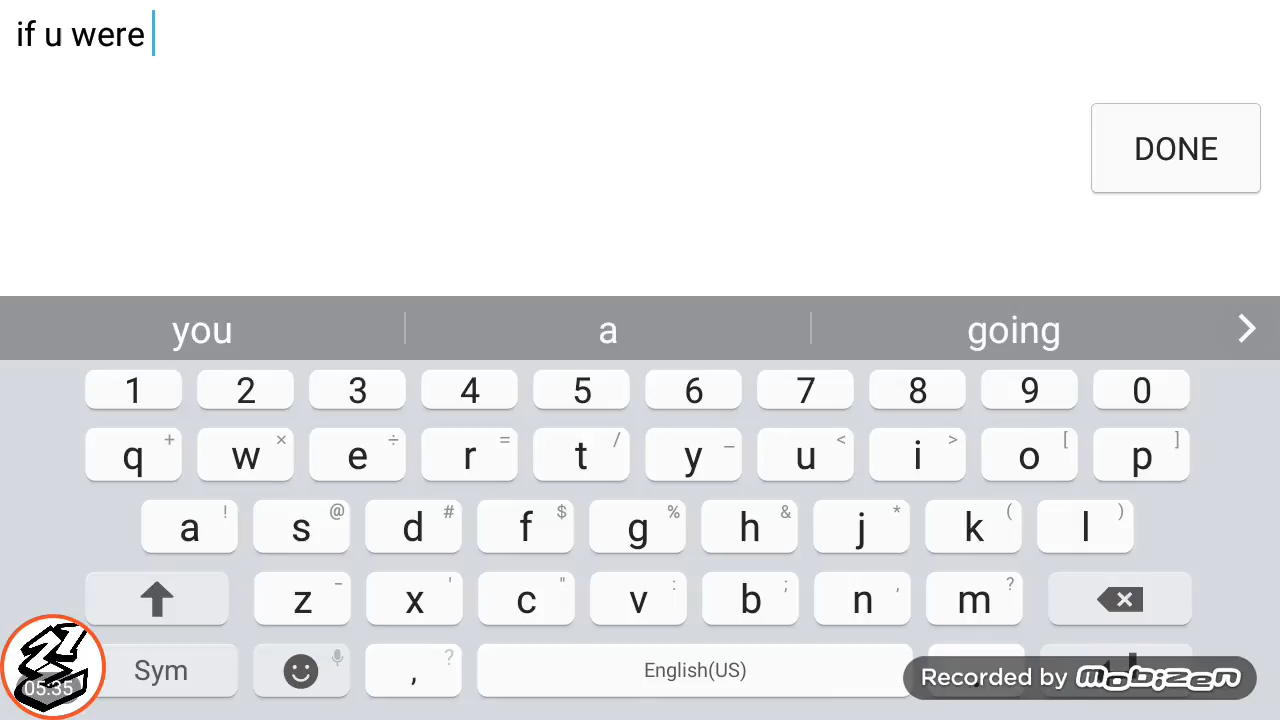 if u were
DONE
you a going
1 2 3 4 5 6 7 8 9 0
q + w × e ÷ r = t / y _ u < i > o [ p ]
a ! s @ d # f $ g % h & j * k ( l )
z - x ' c " v : b ; n , m ?
Sym , ? English(US)
05:35
Recorded by mobizen